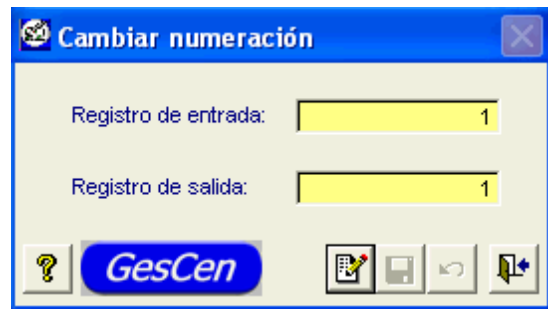 Cambiar numeración
Registro de entrada: 1
Registro de salida: 1
? GesCen